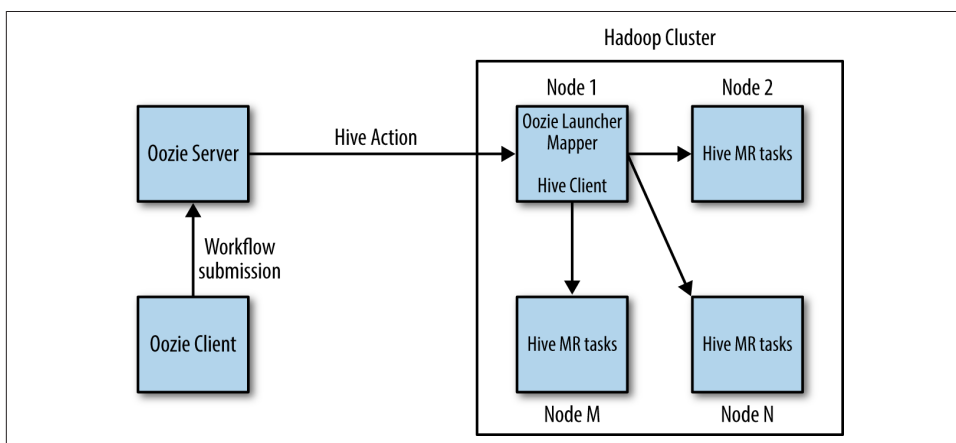 Hadoop Cluster
Node 1
Node 2
Oozie Server
Hive Action
Oozie Launcher
Mapper
Hive Client
Hive MR tasks
Workflow
submission
Oozie Client
Hive MR tasks
Hive MR tasks
Node M
Node N